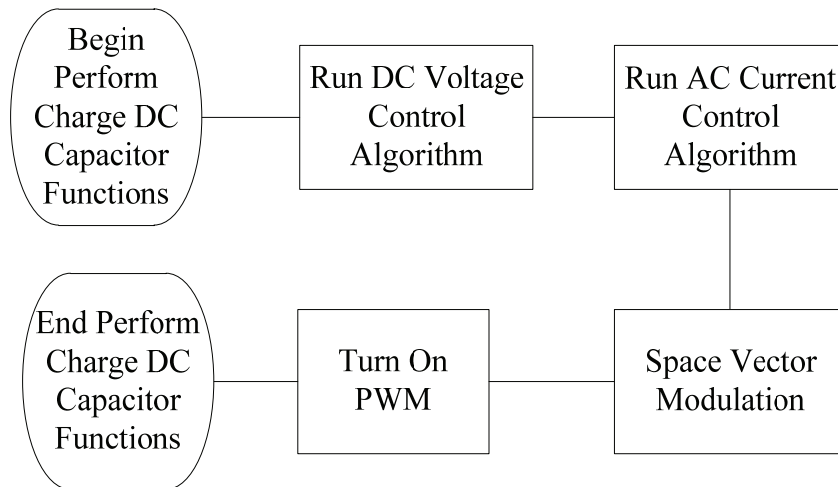 Begin
Perform
Charge DC
Capacitor
Functions
Run DC Voltage
Control
Algorithm
Run AC Current
Control
Algorithm
Space Vector
Modulation
Turn On
PWM
End Perform
Charge DC
Capacitor
Functions